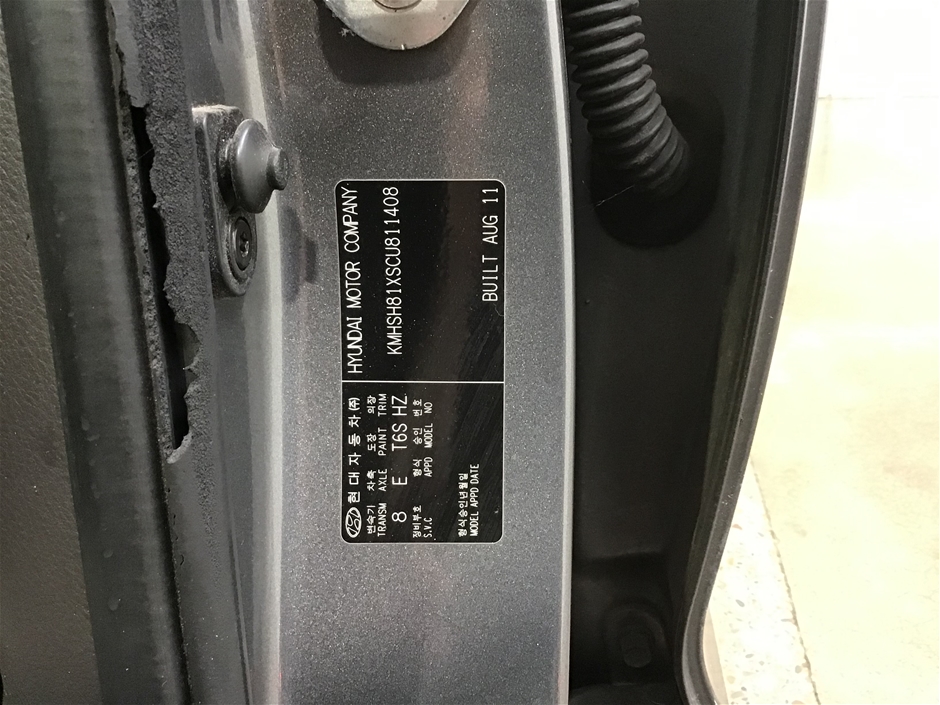 현대자동차(주)
변속기 차축 도장 의장
TRANSM AXLE PAINT TRIM
8 E T6S HZ
정비부호 형식 승인 번호
S.V.C APPD MODEL NO
형식승인년월일
MODEL APPD DATE
HYUNDAI MOTOR COMPANY
KMHSH81XSCU811408
BUILT AUG 11